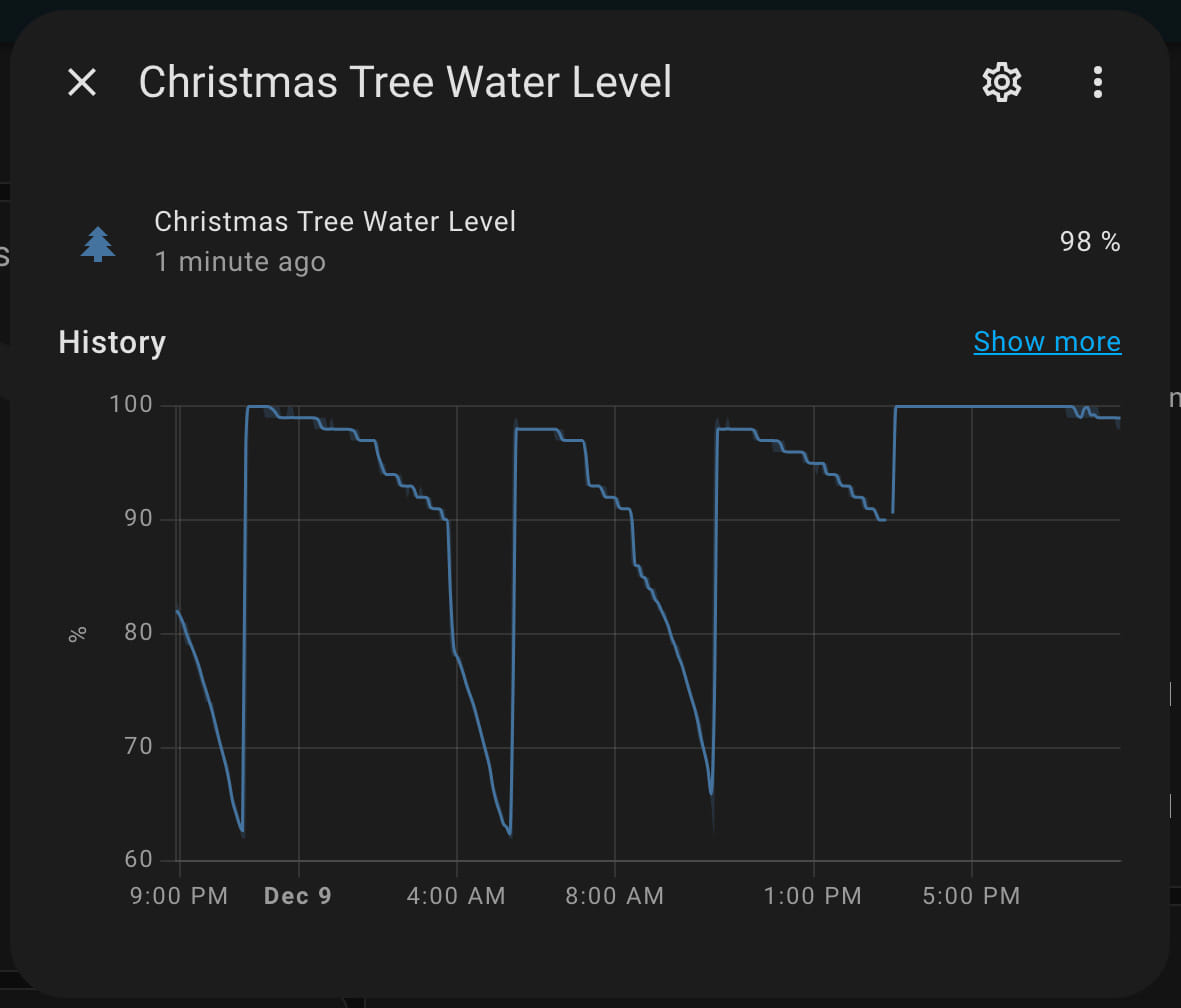 Christmas Tree Water Level
Christmas Tree Water Level
98 %
1 minute ago
History
Show more
100
90
80
70
60
%
9:00 PM
Dec 9
4:00 AM
8:00 AM
1:00 PM
5:00 PM
s
n